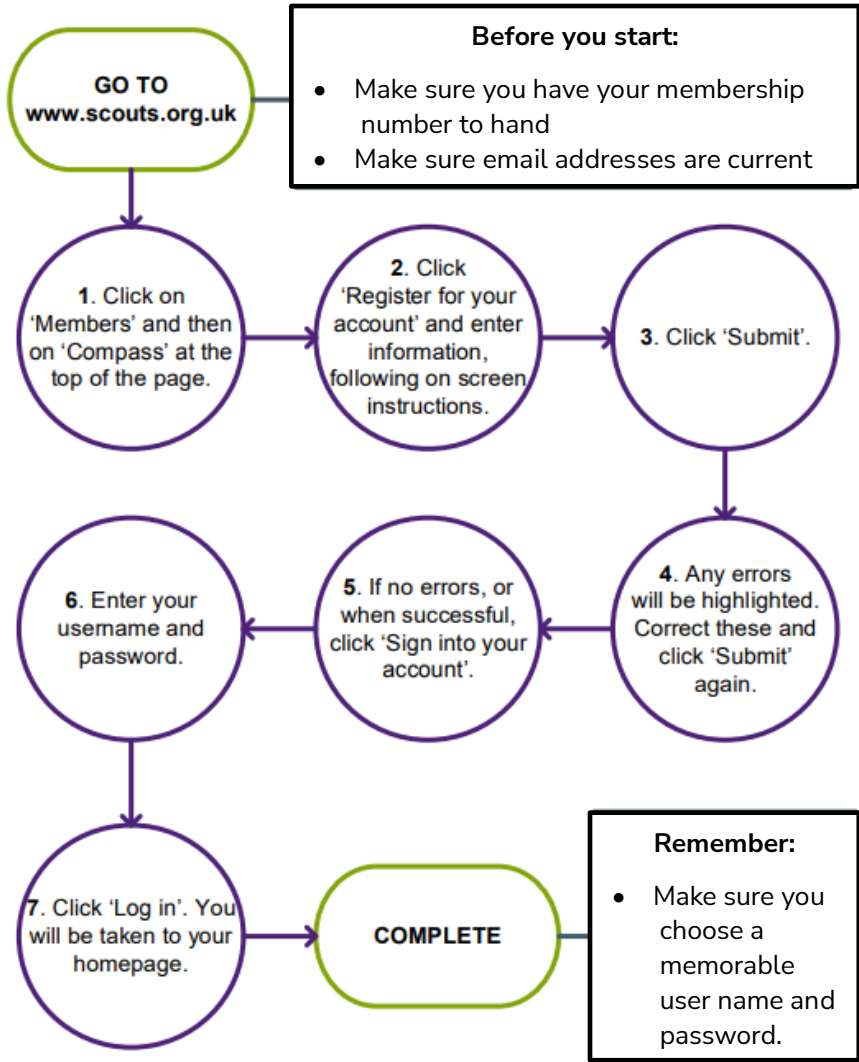 GO TO
www.scouts.org.uk
Before you start:
• Make sure you have your membership
number to hand
• Make sure email addresses are current
1. Click on
‘Members’ and then
on ‘Compass’ at the
top of the page.
2. Click
‘Register for your
account’ and enter
information,
following on screen
instructions.
3. Click ‘Submit’.
4. Any errors
will be highlighted.
Correct these and
click ‘Submit’
again.
5. If no errors, or
when successful,
click ‘Sign into your
account’.
6. Enter your
username and
password.
7. Click ‘Log in’. You
will be taken to your
homepage.
COMPLETE
Remember:
• Make sure you
choose a
memorable
user name and
password.